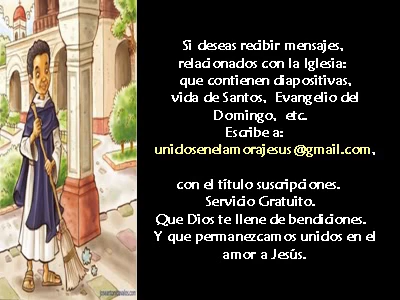 Si deseas recibir mensajes,
relacionados con la Iglesia:
que contienen diapositivas,
vida de Santos, Evangelio del
Domingo, etc.
Escribe a:
unidosenelamorajesus@gmail.com,
con el título suscripciones.
Servicio Gratuito.
Que Dios te llene de bendiciones.
Y que permanezcamos unidos en el
amor a Jesús.